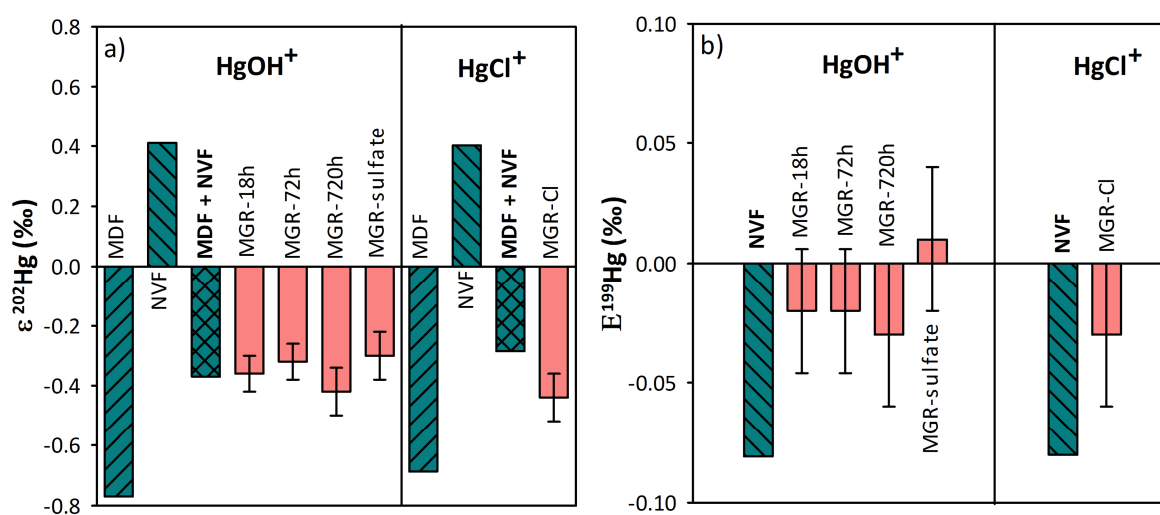 a)
HgOH+
HgCl+
ε 202Hg (‰)
0.8
0.6
0.4
0.2
0.0
-0.2
-0.4
-0.6
-0.8
MDF
NVF
MDF + NVF
MGR-18h
MGR-72h
MGR-720h
MGR-sulfate
MDF
NVF
MDF + NVF
MGR-Cl
b)
HgOH+
HgCl+
E199Hg (‰)
0.10
0.05
0.00
-0.05
-0.10
NVF
MGR-18h
MGR-72h
MGR-720h
MGR-sulfate
NVF
MGR-Cl